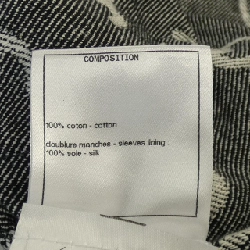 COMPOSITION
100% coton - cotton
doublure manches - sleeves lining
100% soie - silk